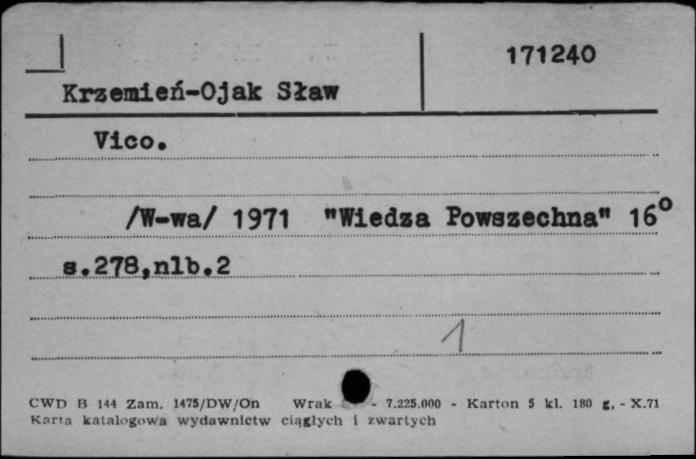 171240
Krzemień-Ojak Sław
Vico.
/W-wa/ 1971 "Wiedza Powszechna" 16°
s.278,nlb.2
1
CWD B 144 Zam. 1475/DW/On Wrak - 7.225.000 - Karton 5 kl. 180 g, - X.71
Karta katalogowa wydawnictw ciągłych i zwartych